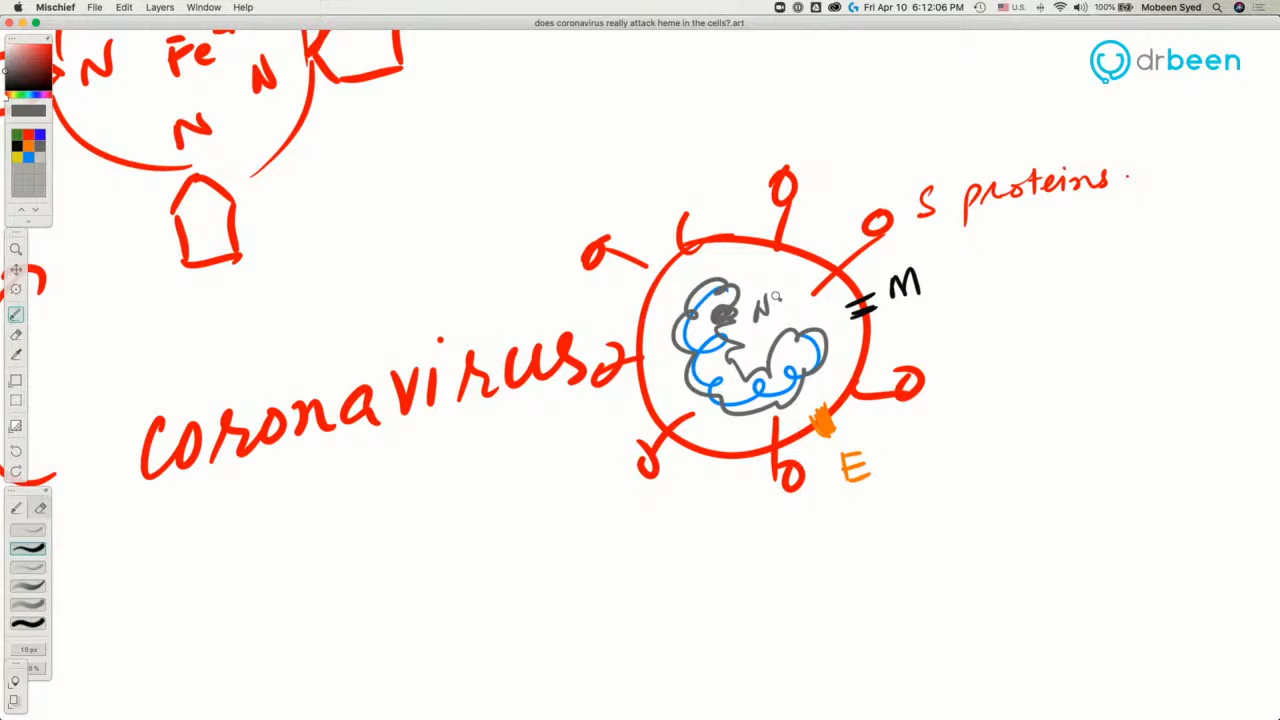 Mischief File Edit Layers Window Help 100% Fri Apr 10 6:12:06 PM U.S. Mobeen Syed
does coronavirus really attack heme in the cells?.art
drbeen
N Fe N
N
S proteins.
M
N
coronavirus
E
10 px